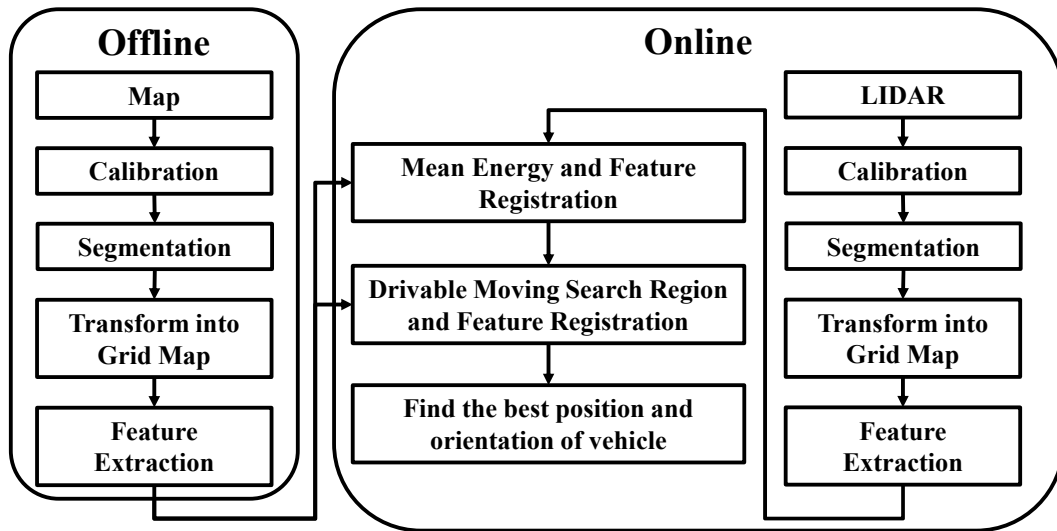 Offline
Map
Calibration
Segmentation
Transform into
Grid Map
Feature
Extraction
Online
Mean Energy and Feature
Registration
Drivable Moving Search Region
and Feature Registration
Find the best position and
orientation of vehicle
LIDAR
Calibration
Segmentation
Transform into
Grid Map
Feature
Extraction